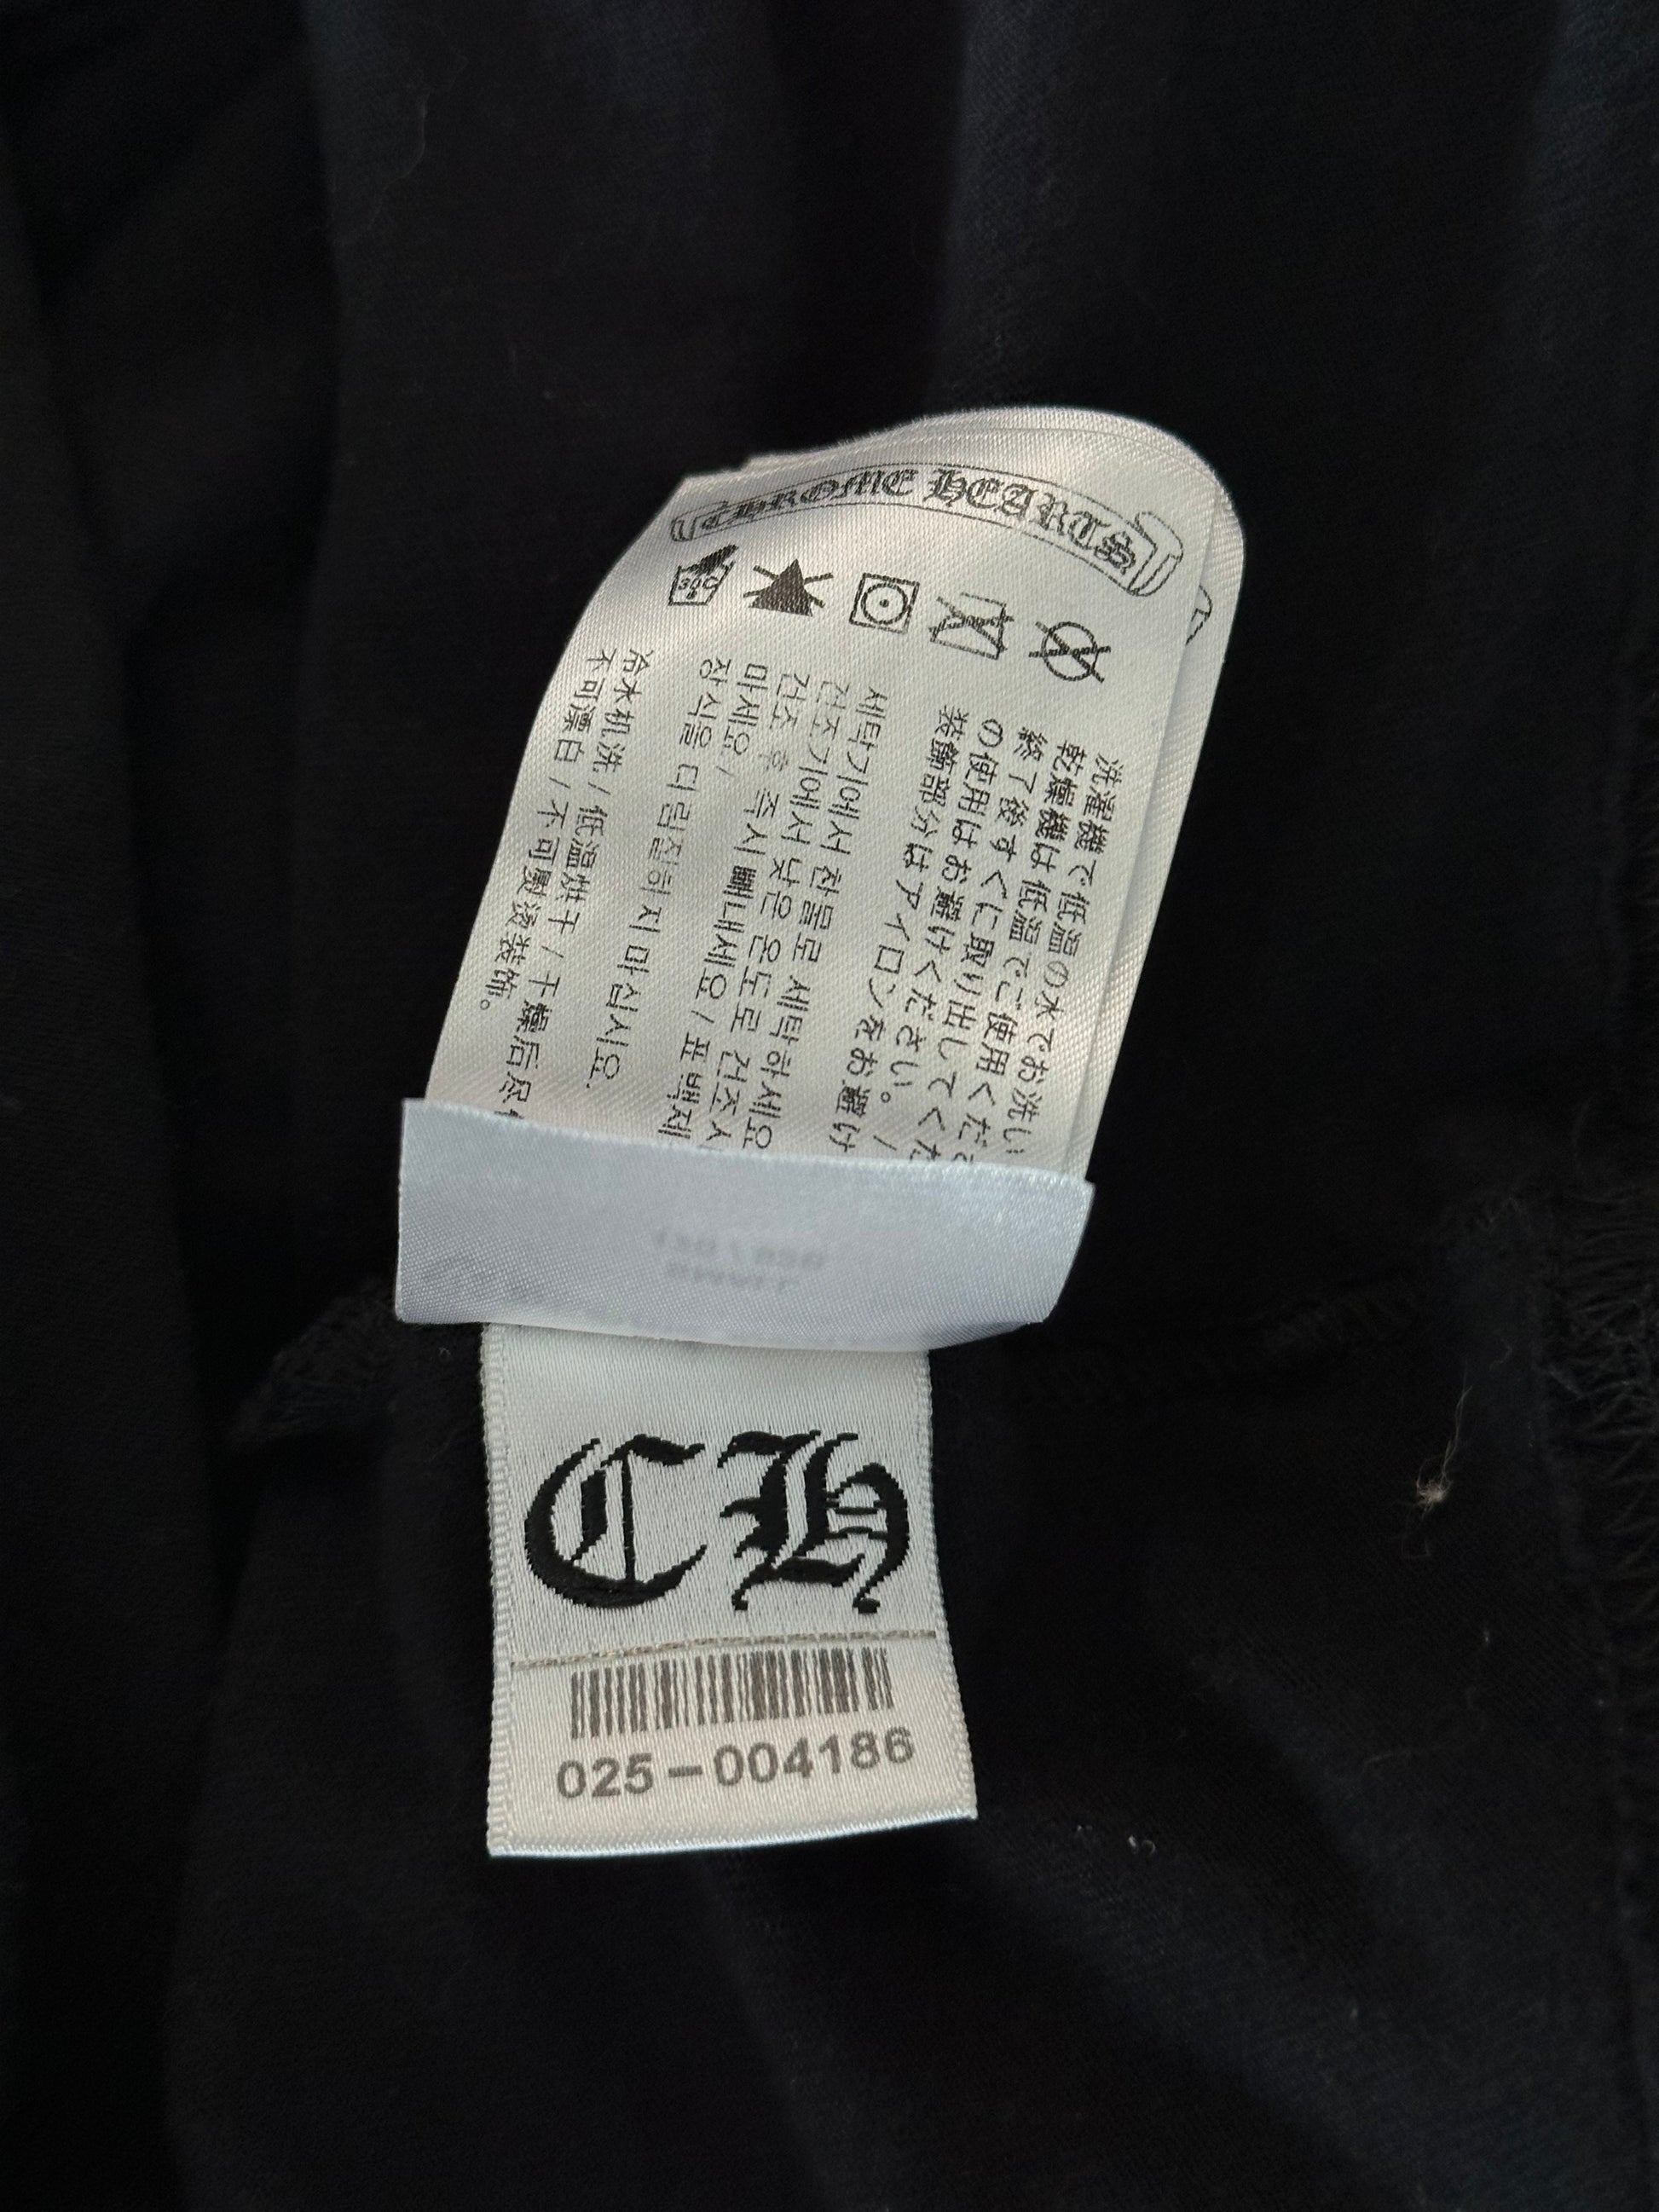 CHROME HEARTS
30C
洗濯機で低温の水でお洗い
乾燥機は低温でご使用くださ
終了後すぐに取り出してくだ
の使用はお避けください。 /
装飾部分はアイロンをお避け
세탁기에서 찬물로 세탁하세요
건조기에서 낮은 온도로 건조시
건조 후 즉시 빼내세요 / 표백제
마세요 /
장식을 다림질하지 마십시오.
冷水机洗 / 低温烘干 / 干燥后尽
不可漂白 / 不可熨烫装饰。
CH
025-004186